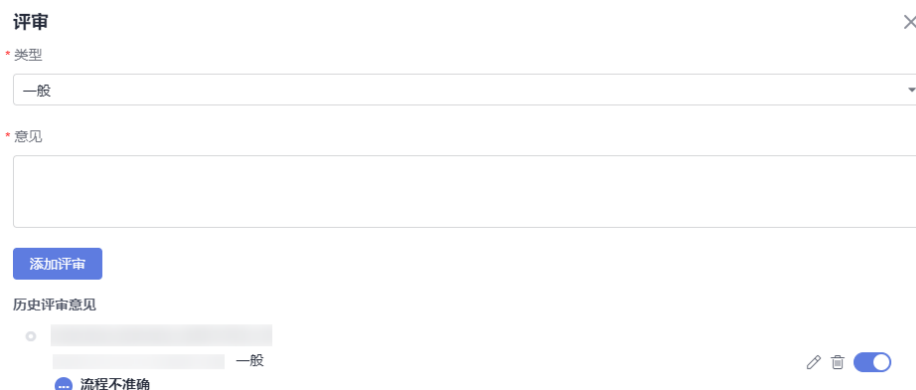 评审
* 类型
一般
* 意见
添加评审
历史评审意见
一般
流程不准确